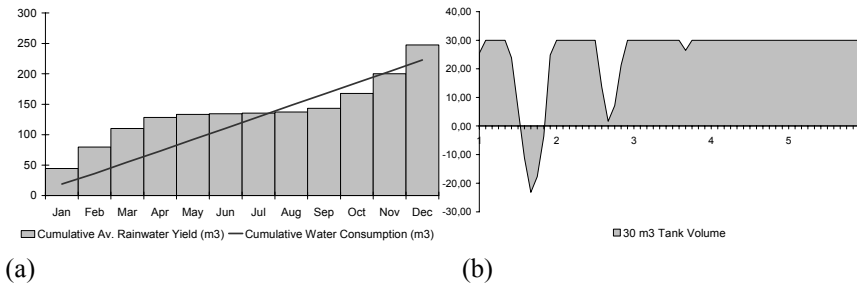 300
250
200
150
100
50
0
Jan Feb Mar Apr May Jun Jul Aug Sep Oct Nov Dec
Cumulative Av. Rainwater Yield (m3) Cumulative Water Consumption (m3)
(a)
40,00
30,00
20,00
10,00
0,00
-10,00
-20,00
-30,00
1 2 3 4 5
30 m3 Tank Volume
(b)